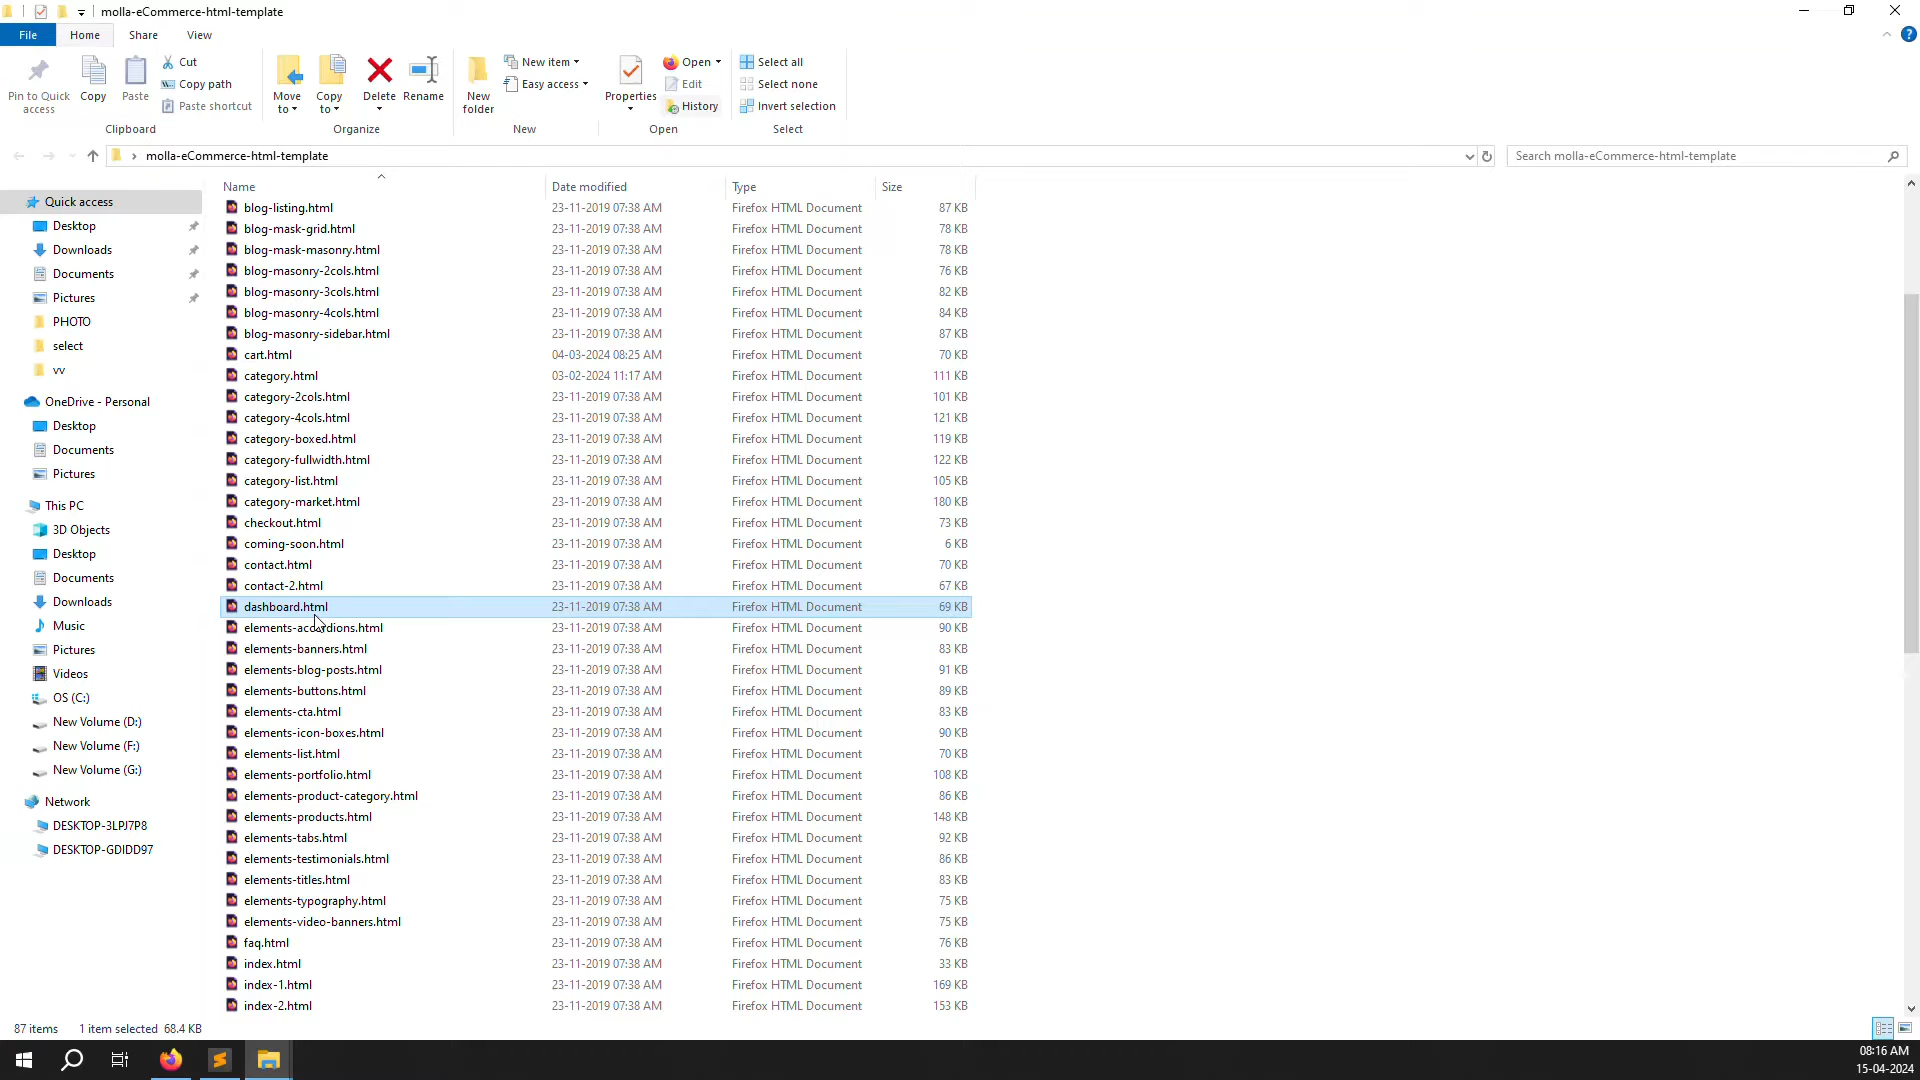 molla-eCommerce-html-template
File Home Share View
Pin to Quick access
Copy
Paste
Cut
Copy path
Paste shortcut
Clipboard
Move to
Copy to
Delete
Rename
Organize
New folder
New item
Easy access
New
Properties
Open
Edit
History
Open
Select all
Select none
Invert selection
Select
molla-eCommerce-html-template
Search molla-eCommerce-html-template
Quick access
Desktop
Downloads
Documents
Pictures
PHOTO
select
vv
OneDrive - Personal
Desktop
Documents
Pictures
This PC
3D Objects
Desktop
Documents
Downloads
Music
Pictures
Videos
OS (C:)
New Volume (D:)
New Volume (F:)
New Volume (G:)
Network
DESKTOP-3LPJ7P8
DESKTOP-GDIDD97
Name Date modified Type Size
blog-listing.html 23-11-2019 07:38 AM Firefox HTML Document 87 KB
blog-mask-grid.html 23-11-2019 07:38 AM Firefox HTML Document 78 KB
blog-mask-masonry.html 23-11-2019 07:38 AM Firefox HTML Document 78 KB
blog-masonry-2cols.html 23-11-2019 07:38 AM Firefox HTML Document 76 KB
blog-masonry-3cols.html 23-11-2019 07:38 AM Firefox HTML Document 82 KB
blog-masonry-4cols.html 23-11-2019 07:38 AM Firefox HTML Document 84 KB
blog-masonry-sidebar.html 23-11-2019 07:38 AM Firefox HTML Document 87 KB
cart.html 04-03-2024 08:25 AM Firefox HTML Document 70 KB
category.html 03-02-2024 11:17 AM Firefox HTML Document 111 KB
category-2cols.html 23-11-2019 07:38 AM Firefox HTML Document 101 KB
category-4cols.html 23-11-2019 07:38 AM Firefox HTML Document 121 KB
category-boxed.html 23-11-2019 07:38 AM Firefox HTML Document 119 KB
category-fullwidth.html 23-11-2019 07:38 AM Firefox HTML Document 122 KB
category-list.html 23-11-2019 07:38 AM Firefox HTML Document 105 KB
category-market.html 23-11-2019 07:38 AM Firefox HTML Document 180 KB
checkout.html 23-11-2019 07:38 AM Firefox HTML Document 73 KB
coming-soon.html 23-11-2019 07:38 AM Firefox HTML Document 6 KB
contact.html 23-11-2019 07:38 AM Firefox HTML Document 70 KB
contact-2.html 23-11-2019 07:38 AM Firefox HTML Document 67 KB
dashboard.html 23-11-2019 07:38 AM Firefox HTML Document 69 KB
elements-accordions.html 23-11-2019 07:38 AM Firefox HTML Document 90 KB
elements-banners.html 23-11-2019 07:38 AM Firefox HTML Document 83 KB
elements-blog-posts.html 23-11-2019 07:38 AM Firefox HTML Document 91 KB
elements-buttons.html 23-11-2019 07:38 AM Firefox HTML Document 89 KB
elements-cta.html 23-11-2019 07:38 AM Firefox HTML Document 83 KB
elements-icon-boxes.html 23-11-2019 07:38 AM Firefox HTML Document 90 KB
elements-list.html 23-11-2019 07:38 AM Firefox HTML Document 70 KB
elements-portfolio.html 23-11-2019 07:38 AM Firefox HTML Document 108 KB
elements-product-category.html 23-11-2019 07:38 AM Firefox HTML Document 86 KB
elements-products.html 23-11-2019 07:38 AM Firefox HTML Document 148 KB
elements-tabs.html 23-11-2019 07:38 AM Firefox HTML Document 92 KB
elements-testimonials.html 23-11-2019 07:38 AM Firefox HTML Document 86 KB
elements-titles.html 23-11-2019 07:38 AM Firefox HTML Document 83 KB
elements-typography.html 23-11-2019 07:38 AM Firefox HTML Document 75 KB
elements-video-banners.html 23-11-2019 07:38 AM Firefox HTML Document 75 KB
faq.html 23-11-2019 07:38 AM Firefox HTML Document 76 KB
index.html 23-11-2019 07:38 AM Firefox HTML Document 33 KB
index-1.html 23-11-2019 07:38 AM Firefox HTML Document 169 KB
index-2.html 23-11-2019 07:38 AM Firefox HTML Document 153 KB
87 items 1 item selected 68.4 KB
08:16 AM
15-04-2024